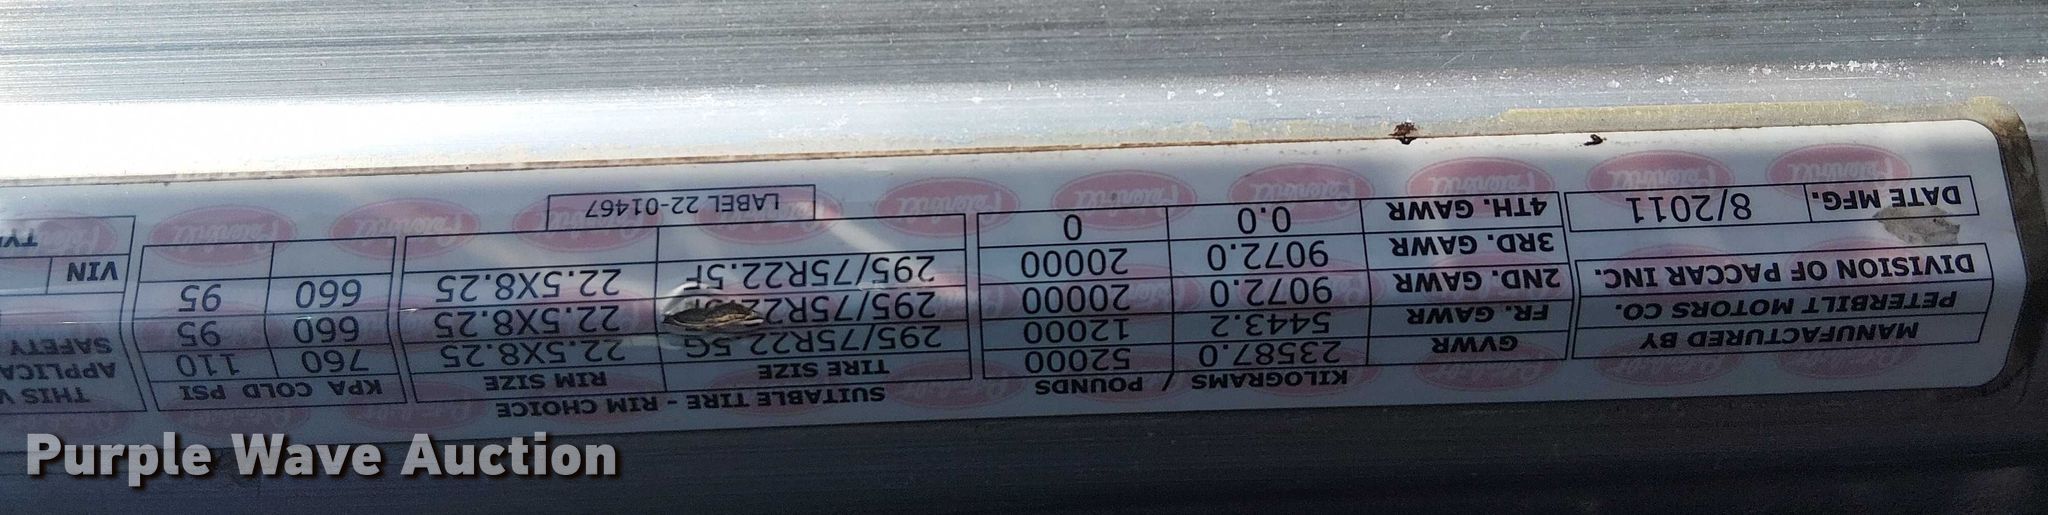 MANUFACTURED BY
PETERBILT MOTORS CO.
DIVISION OF PACCAR INC.
DATE MFG. 8/2011
KILOGRAMS / POUNDS
GVWR 23587.0 52000
FR. GAWR 5443.2 12000
2ND. GAWR 9072.0 20000
3RD. GAWR 9072.0 20000
4TH. GAWR 0.0 0
SUITABLE TIRE - RIM CHOICE
TIRE SIZE RIM SIZE
295/75R22.5G 22.5X8.25
295/75R22.5F 22.5X8.25
295/75R22.5F 22.5X8.25
LABEL 22-01467
KPA COLD PSI
760 110
660 95
660 95
THIS
SAFETY
VIN
Peterbilt
Purple Wave Auction